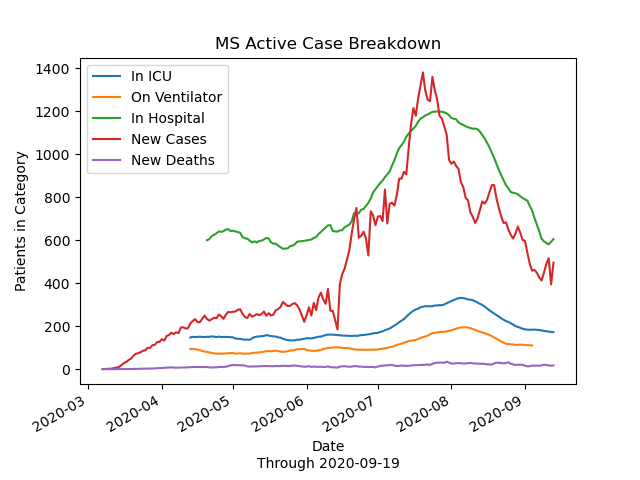 MS Active Case Breakdown
In ICU
On Ventilator
In Hospital
New Cases
New Deaths
Patients in Category
1400
1200
1000
800
600
400
200
0
2020-03
2020-04
2020-05
2020-06
2020-07
2020-08
2020-09
Date
Through 2020-09-19